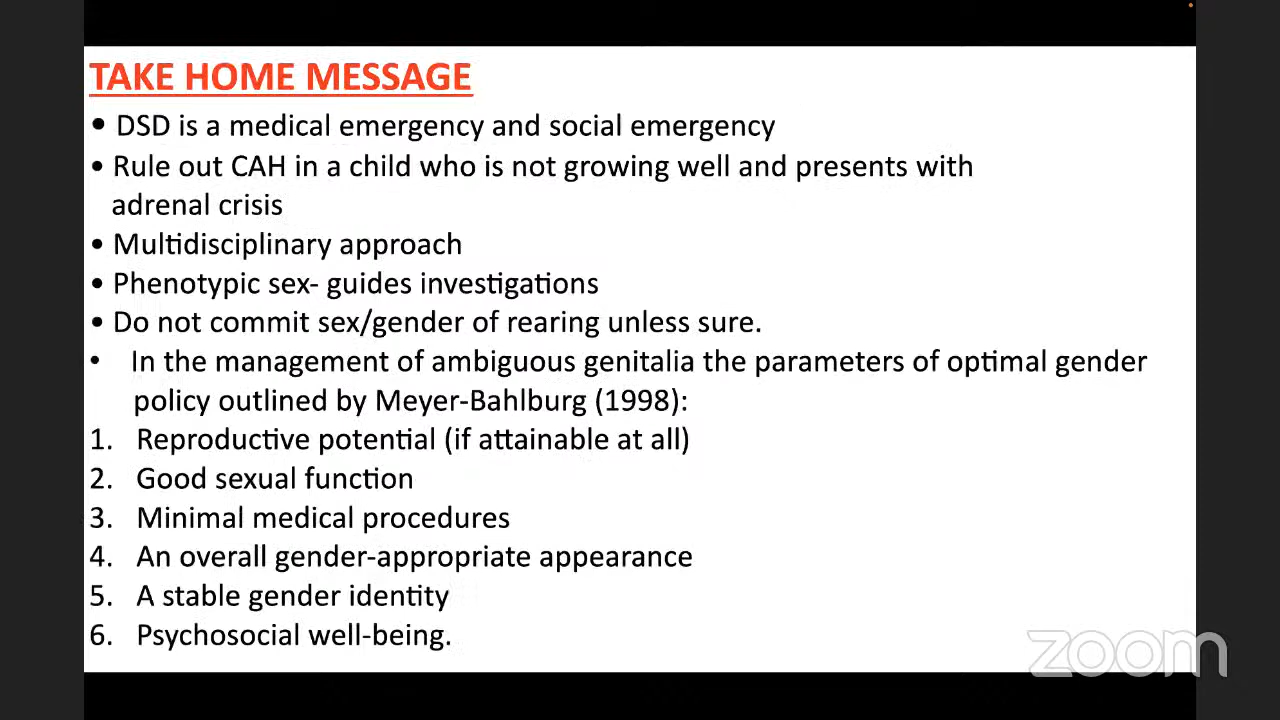 TAKE HOME MESSAGE
• DSD is a medical emergency and social emergency
• Rule out CAH in a child who is not growing well and presents with
adrenal crisis
• Multidisciplinary approach
• Phenotypic sex- guides investigations
• Do not commit sex/gender of rearing unless sure.
• In the management of ambiguous genitalia the parameters of optimal gender
policy outlined by Meyer-Bahlburg (1998):
1. Reproductive potential (if attainable at all)
2. Good sexual function
3. Minimal medical procedures
4. An overall gender-appropriate appearance
5. A stable gender identity
6. Psychosocial well-being.
zoom